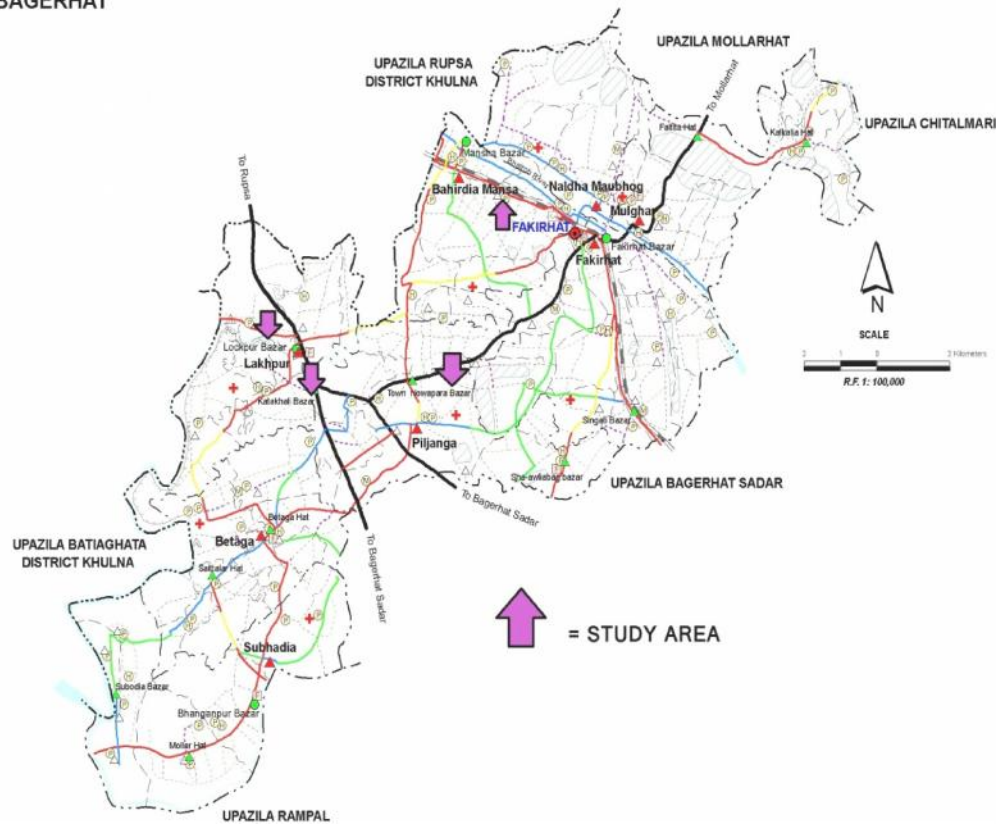 BAGERHAT
UPAZILA MOLLARHAT
UPAZILA RUPSA
DISTRICT KHULNA
To Mollarhat
UPAZILA CHITALMARI
Faltita Hat
Kalkalia Hat
Mansha Bazar
To Rupsa
Bahirdia Mansa
Naldha Maubhog
Mulghar
FAKIRHAT
Fakirhat Bazar
Fakirhat
N
SCALE
R.F. 1: 100,000
Lockpur Bazar
Lakhpur
Katakhali Bazar
Town Nowapara Bazar
Singati Bazar
Piljanga
UPAZILA BAGERHAT SADAR
To Bagerhat Sadar
Betaga Hat
Betaga
UPAZILA BATIAGHATA
DISTRICT KHULNA
To Bagerhat Sadar
= STUDY AREA
Subhadia
Subodia Bazar
Bhanganpur Bazar
Mollar Hat
UPAZILA RAMPAL